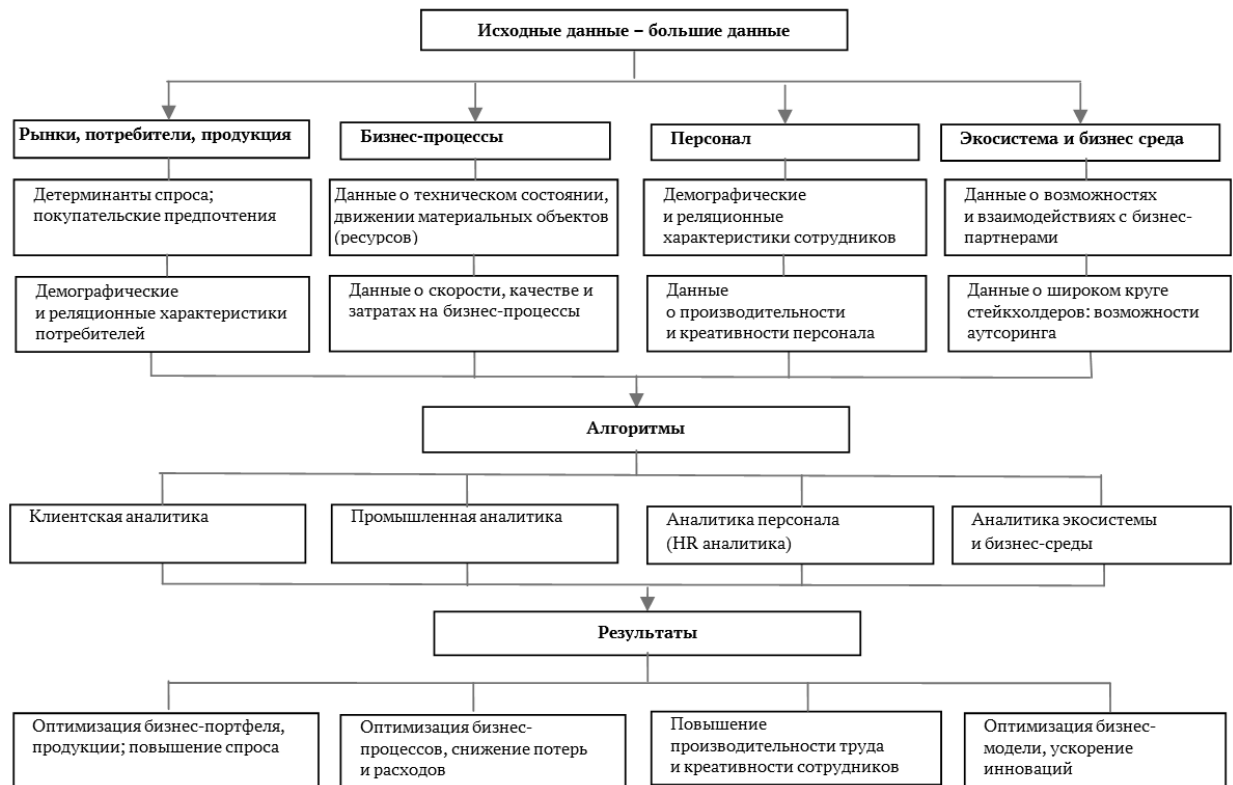 Исходные данные – большие данные
Рынки, потребители, продукция
Бизнес-процессы
Персонал
Экосистема и бизнес среда
Детерминанты спроса;
покупательские предпочтения
Данные о техническом состоянии,
движении материальных объектов
(ресурсов)
Демографические
и реляционные
характеристики сотрудников
Данные о возможностях
и взаимодействиях с бизнес-
партнерами
Демографические
и реляционные характеристики
потребителей
Данные о скорости, качестве и
затратах на бизнес-процессы
Данные
о производительности
и креативности персонала
Данные о широком круге
стейкхолдеров: возможности
аутсоринга
Алгоритмы
Клиентская аналитика
Промышленная аналитика
Аналитика персонала
(HR аналитика)
Аналитика экосистемы
и бизнес-среды
Результаты
Оптимизация бизнес-портфеля,
продукции; повышение спроса
Оптимизация бизнес-
процессов, снижение потерь
и расходов
Повышение
производительности труда
и креативности сотрудников
Оптимизация бизнес-
модели, ускорение
инноваций